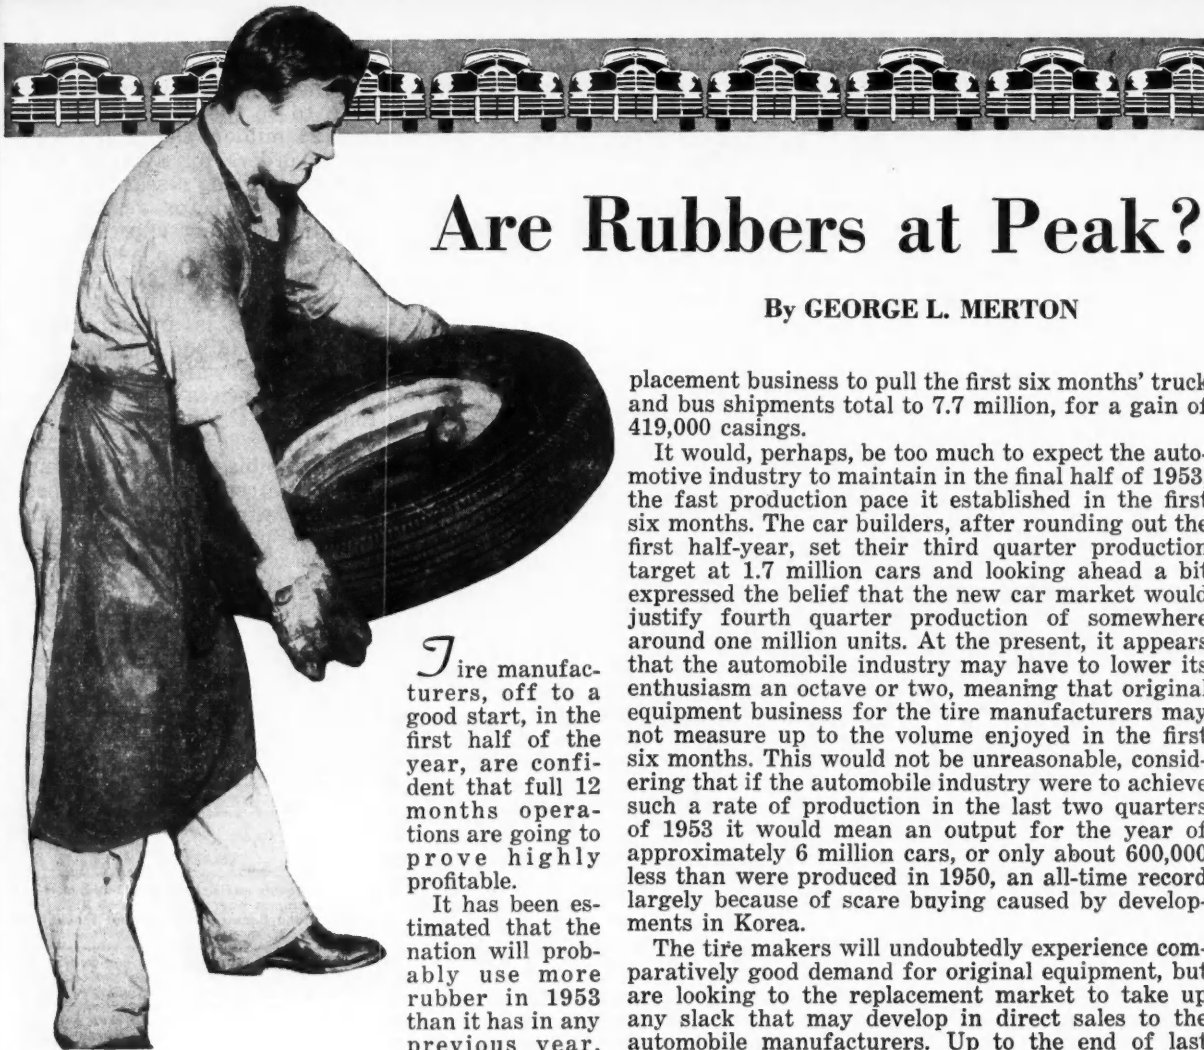 Are Rubbers at Peak?
By GEORGE L. MERTON
Tire manufac-
turers, off to a
good start, in the
first half of the
year, are confi-
dent that full 12
months opera-
tions are going to
prove highly
profitable.
It has been es-
timated that the
nation will prob-
ably use more
rubber in 1953
than it has in any
previous year.
placement business to pull the first six months' truck
and bus shipments total to 7.7 million, for a gain of
419,000 casings.
It would, perhaps, be too much to expect the auto-
motive industry to maintain in the final half of 1953
the fast production pace it established in the first
six months. The car builders, after rounding out the
first half-year, set their third quarter production
target at 1.7 million cars and looking ahead a bit
expressed the belief that the new car market would
justify fourth quarter production of somewhere
around one million units. At the present, it appears
that the automobile industry may have to lower its
enthusiasm an octave or two, meaning that original
equipment business for the tire manufacturers may
not measure up to the volume enjoyed in the first
six months. This would not be unreasonable, consid-
ering that if the automobile industry were to achieve
such a rate of production in the last two quarters
of 1953 it would mean an output for the year of
approximately 6 million cars, or only about 600,000
less than were produced in 1950, an all-time record
largely because of scare buying caused by develop-
ments in Korea.
The tire makers will undoubtedly experience com-
paratively good demand for original equipment, but
are looking to the replacement market to take up
any slack that may develop in direct sales to the
automobile manufacturers. Up to the end of last